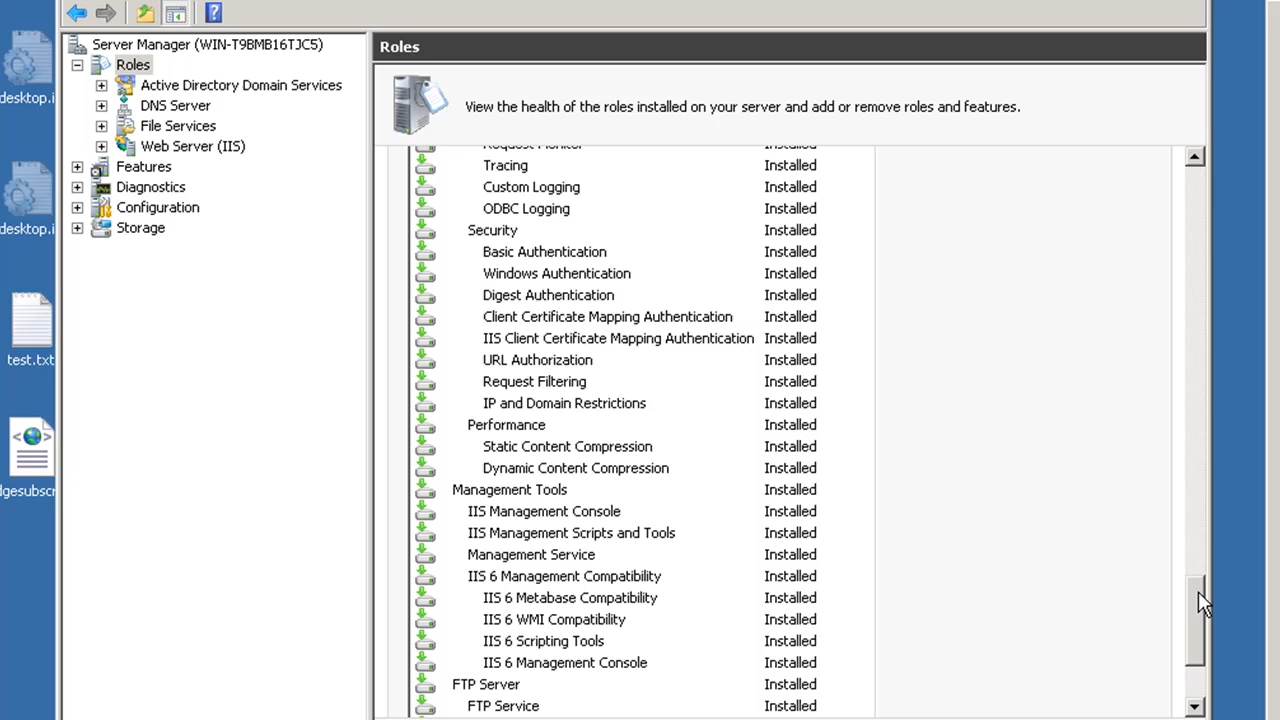 Server Manager (WIN-T9BMB16TJC5)
Roles
Active Directory Domain Services
DNS Server
File Services
Web Server (IIS)
Features
Diagnostics
Configuration
Storage
Roles
View the health of the roles installed on your server and add or remove roles and features.
Request Monitor Installed
Tracing Installed
Custom Logging Installed
ODBC Logging Installed
Security Installed
Basic Authentication Installed
Windows Authentication Installed
Digest Authentication Installed
Client Certificate Mapping Authentication Installed
IIS Client Certificate Mapping Authentication Installed
URL Authorization Installed
Request Filtering Installed
IP and Domain Restrictions Installed
Performance Installed
Static Content Compression Installed
Dynamic Content Compression Installed
Management Tools Installed
IIS Management Console Installed
IIS Management Scripts and Tools Installed
Management Service Installed
IIS 6 Management Compatibility Installed
IIS 6 Metabase Compatibility Installed
IIS 6 WMI Compatibility Installed
IIS 6 Scripting Tools Installed
IIS 6 Management Console Installed
FTP Server Installed
FTP Service Installed
desktop.i
desktop.i
test.txt
dgesubscr